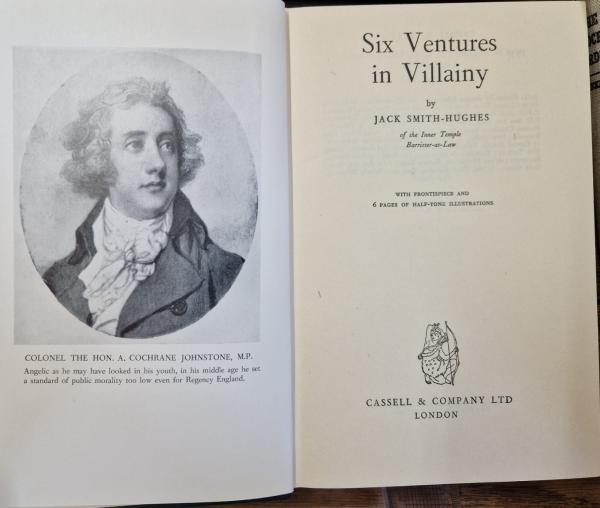 COLONEL THE HON. A. COCHRANE JOHNSTONE, M.P.
Angelic as he may have looked in his youth, in his middle age he set
a standard of public morality too low even for Regency England.
Six Ventures
in Villainy
by
JACK SMITH-HUGHES
of the Inner Temple
Barrister-at-Law
WITH FRONTISPIECE AND
6 PAGES OF HALF-TONE ILLUSTRATIONS
CASSELL & COMPANY LTD
LONDON